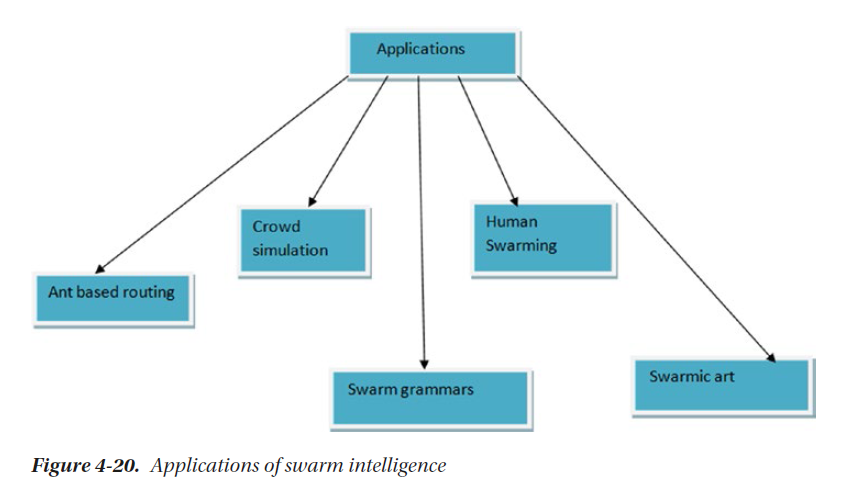 Applications
Crowd
simulation
Human
Swarming
Ant based routing
Swarm grammars
Swarmic art
Figure 4-20. Applications of swarm intelligence